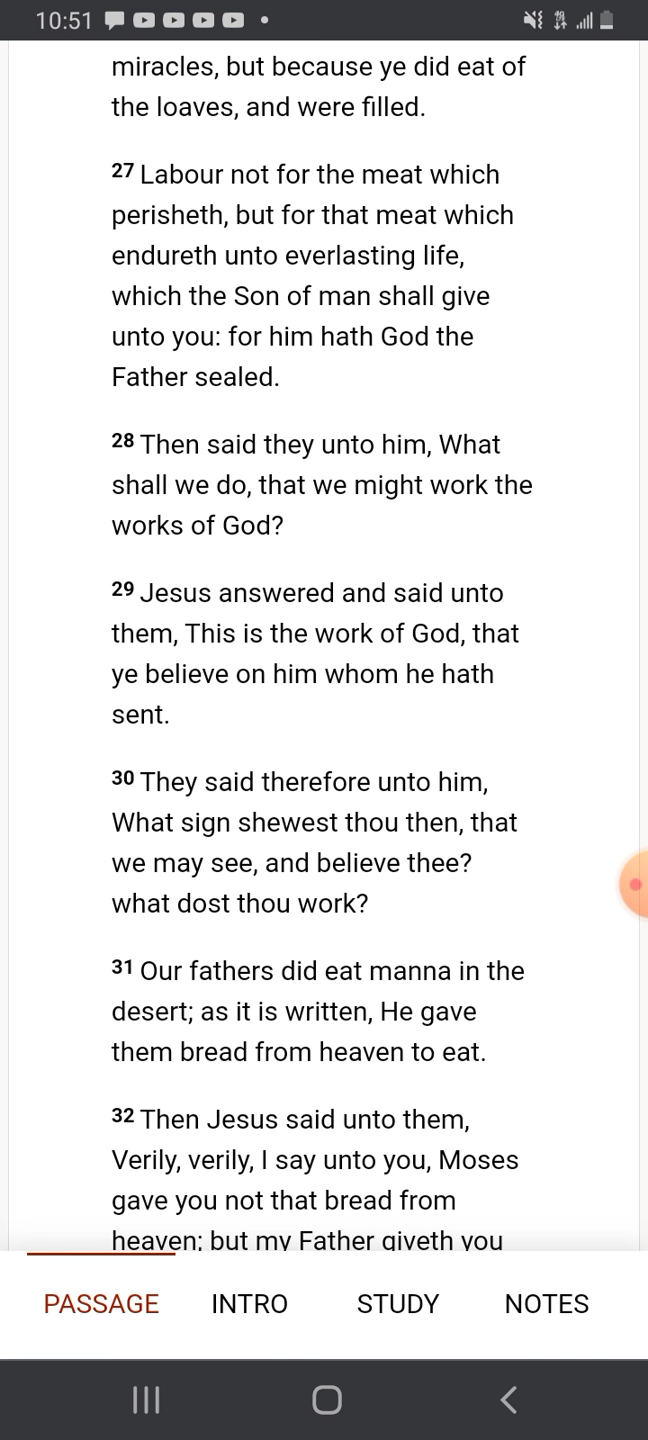 10:51
miracles, but because ye did eat of
the loaves, and were filled.
27 Labour not for the meat which
perisheth, but for that meat which
endureth unto everlasting life,
which the Son of man shall give
unto you: for him hath God the
Father sealed.
28 Then said they unto him, What
shall we do, that we might work the
works of God?
29 Jesus answered and said unto
them, This is the work of God, that
ye believe on him whom he hath
sent.
30 They said therefore unto him,
What sign shewest thou then, that
we may see, and believe thee?
what dost thou work?
31 Our fathers did eat manna in the
desert; as it is written, He gave
them bread from heaven to eat.
32 Then Jesus said unto them,
Verily, verily, I say unto you, Moses
gave you not that bread from
heaven; but my Father giveth you
PASSAGE INTRO STUDY NOTES